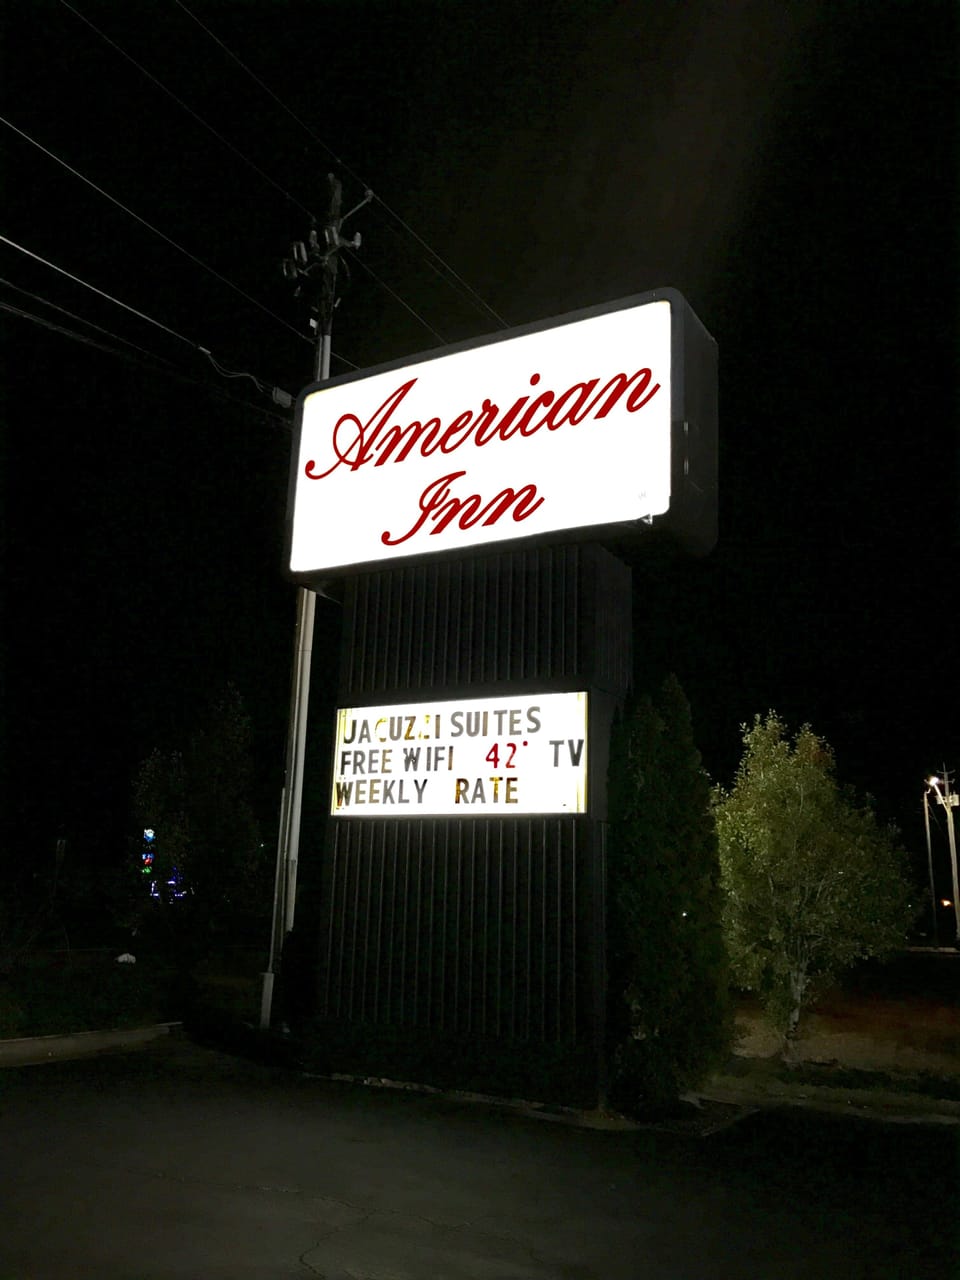 American
Inn
JACUZZI SUITES
FREE WIFI 42" TV
WEEKLY RATE